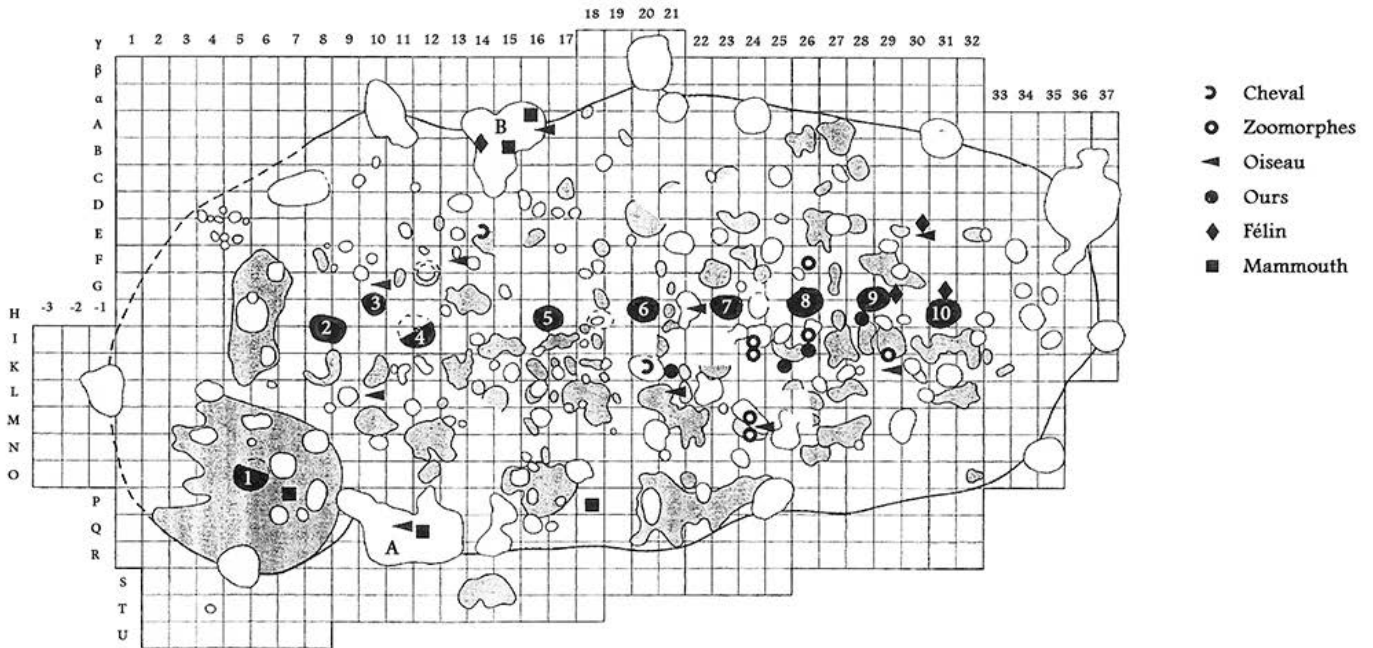 18 19 20 21
γ 1 2 3 4 5 6 7 8 9 10 11 12 13 14 15 16 17 22 23 24 25 26 27 28 29 30 31 32
β
α 33 34 35 36 37
A B
B
C
D
E
F
G
-3 -2 -1 H 3 6 7 8 9 10
I 2 4 5
K
L
M
N
O 1
P
Q
R A
S
T
U
Cheval
Zoomorphes
Oiseau
Ours
Félin
Mammouth